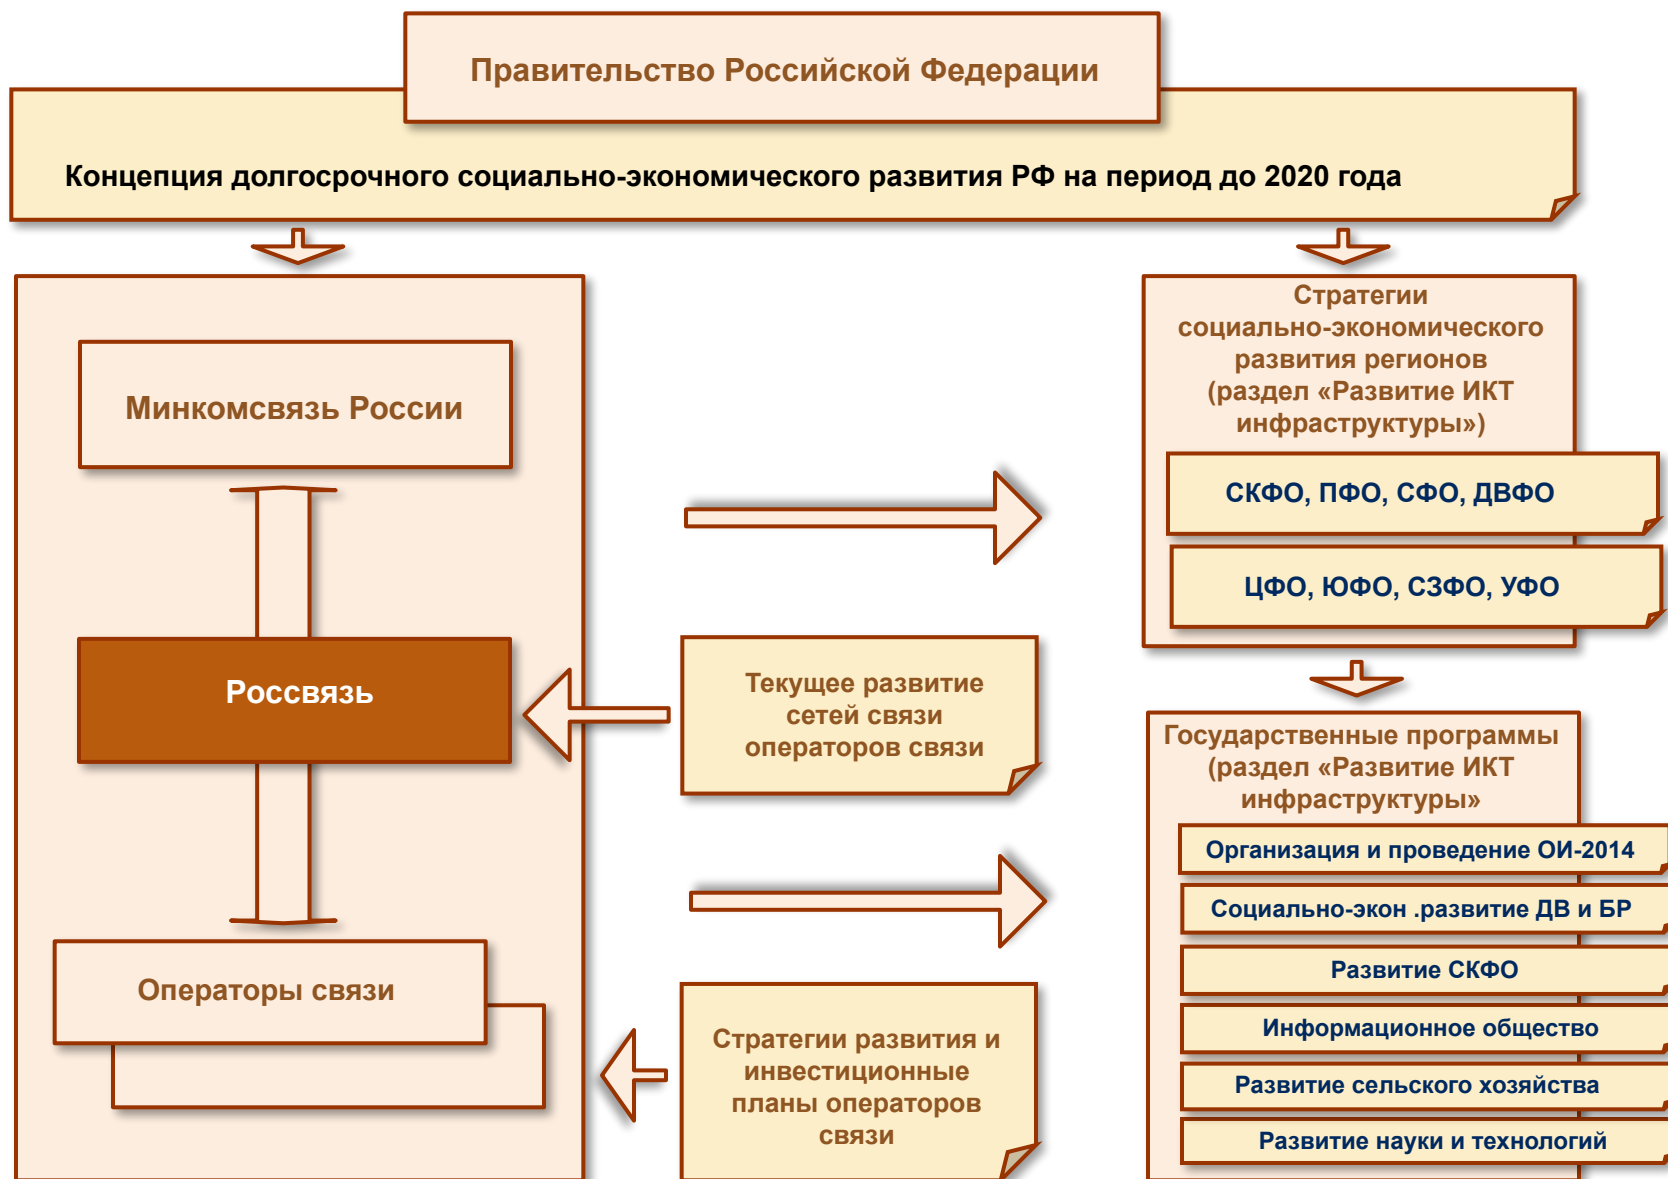 Правительство Российской Федерации
Концепция долгосрочного социально-экономического развития РФ на период до 2020 года
Минкомсвязь России
Россвязь
Операторы связи
Текущее развитие
сетей связи
операторов связи
Стратегии развития и
инвестиционные
планы операторов
связи
Стратегии
социально-экономического
развития регионов
(раздел «Развитие ИКТ
инфраструктуры»)
СКФО, ПФО, СФО, ДВФО
ЦФО, ЮФО, СЗФО, УФО
Государственные программы
(раздел «Развитие ИКТ
инфраструктуры»
Организация и проведение ОИ-2014
Социально-экон .развитие ДВ и БР
Развитие СКФО
Информационное общество
Развитие сельского хозяйства
Развитие науки и технологий